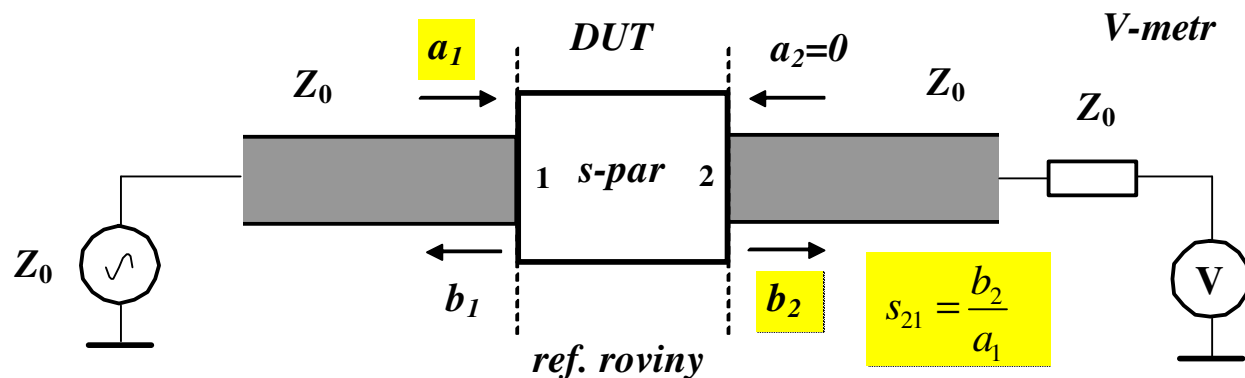 a₁ DUT a₂=0 V-metr
Z₀ Z₀ Z₀
1 s-par 2
Z₀ b₁ b₂ s₂₁ = b₂/a₁ V
ref. roviny